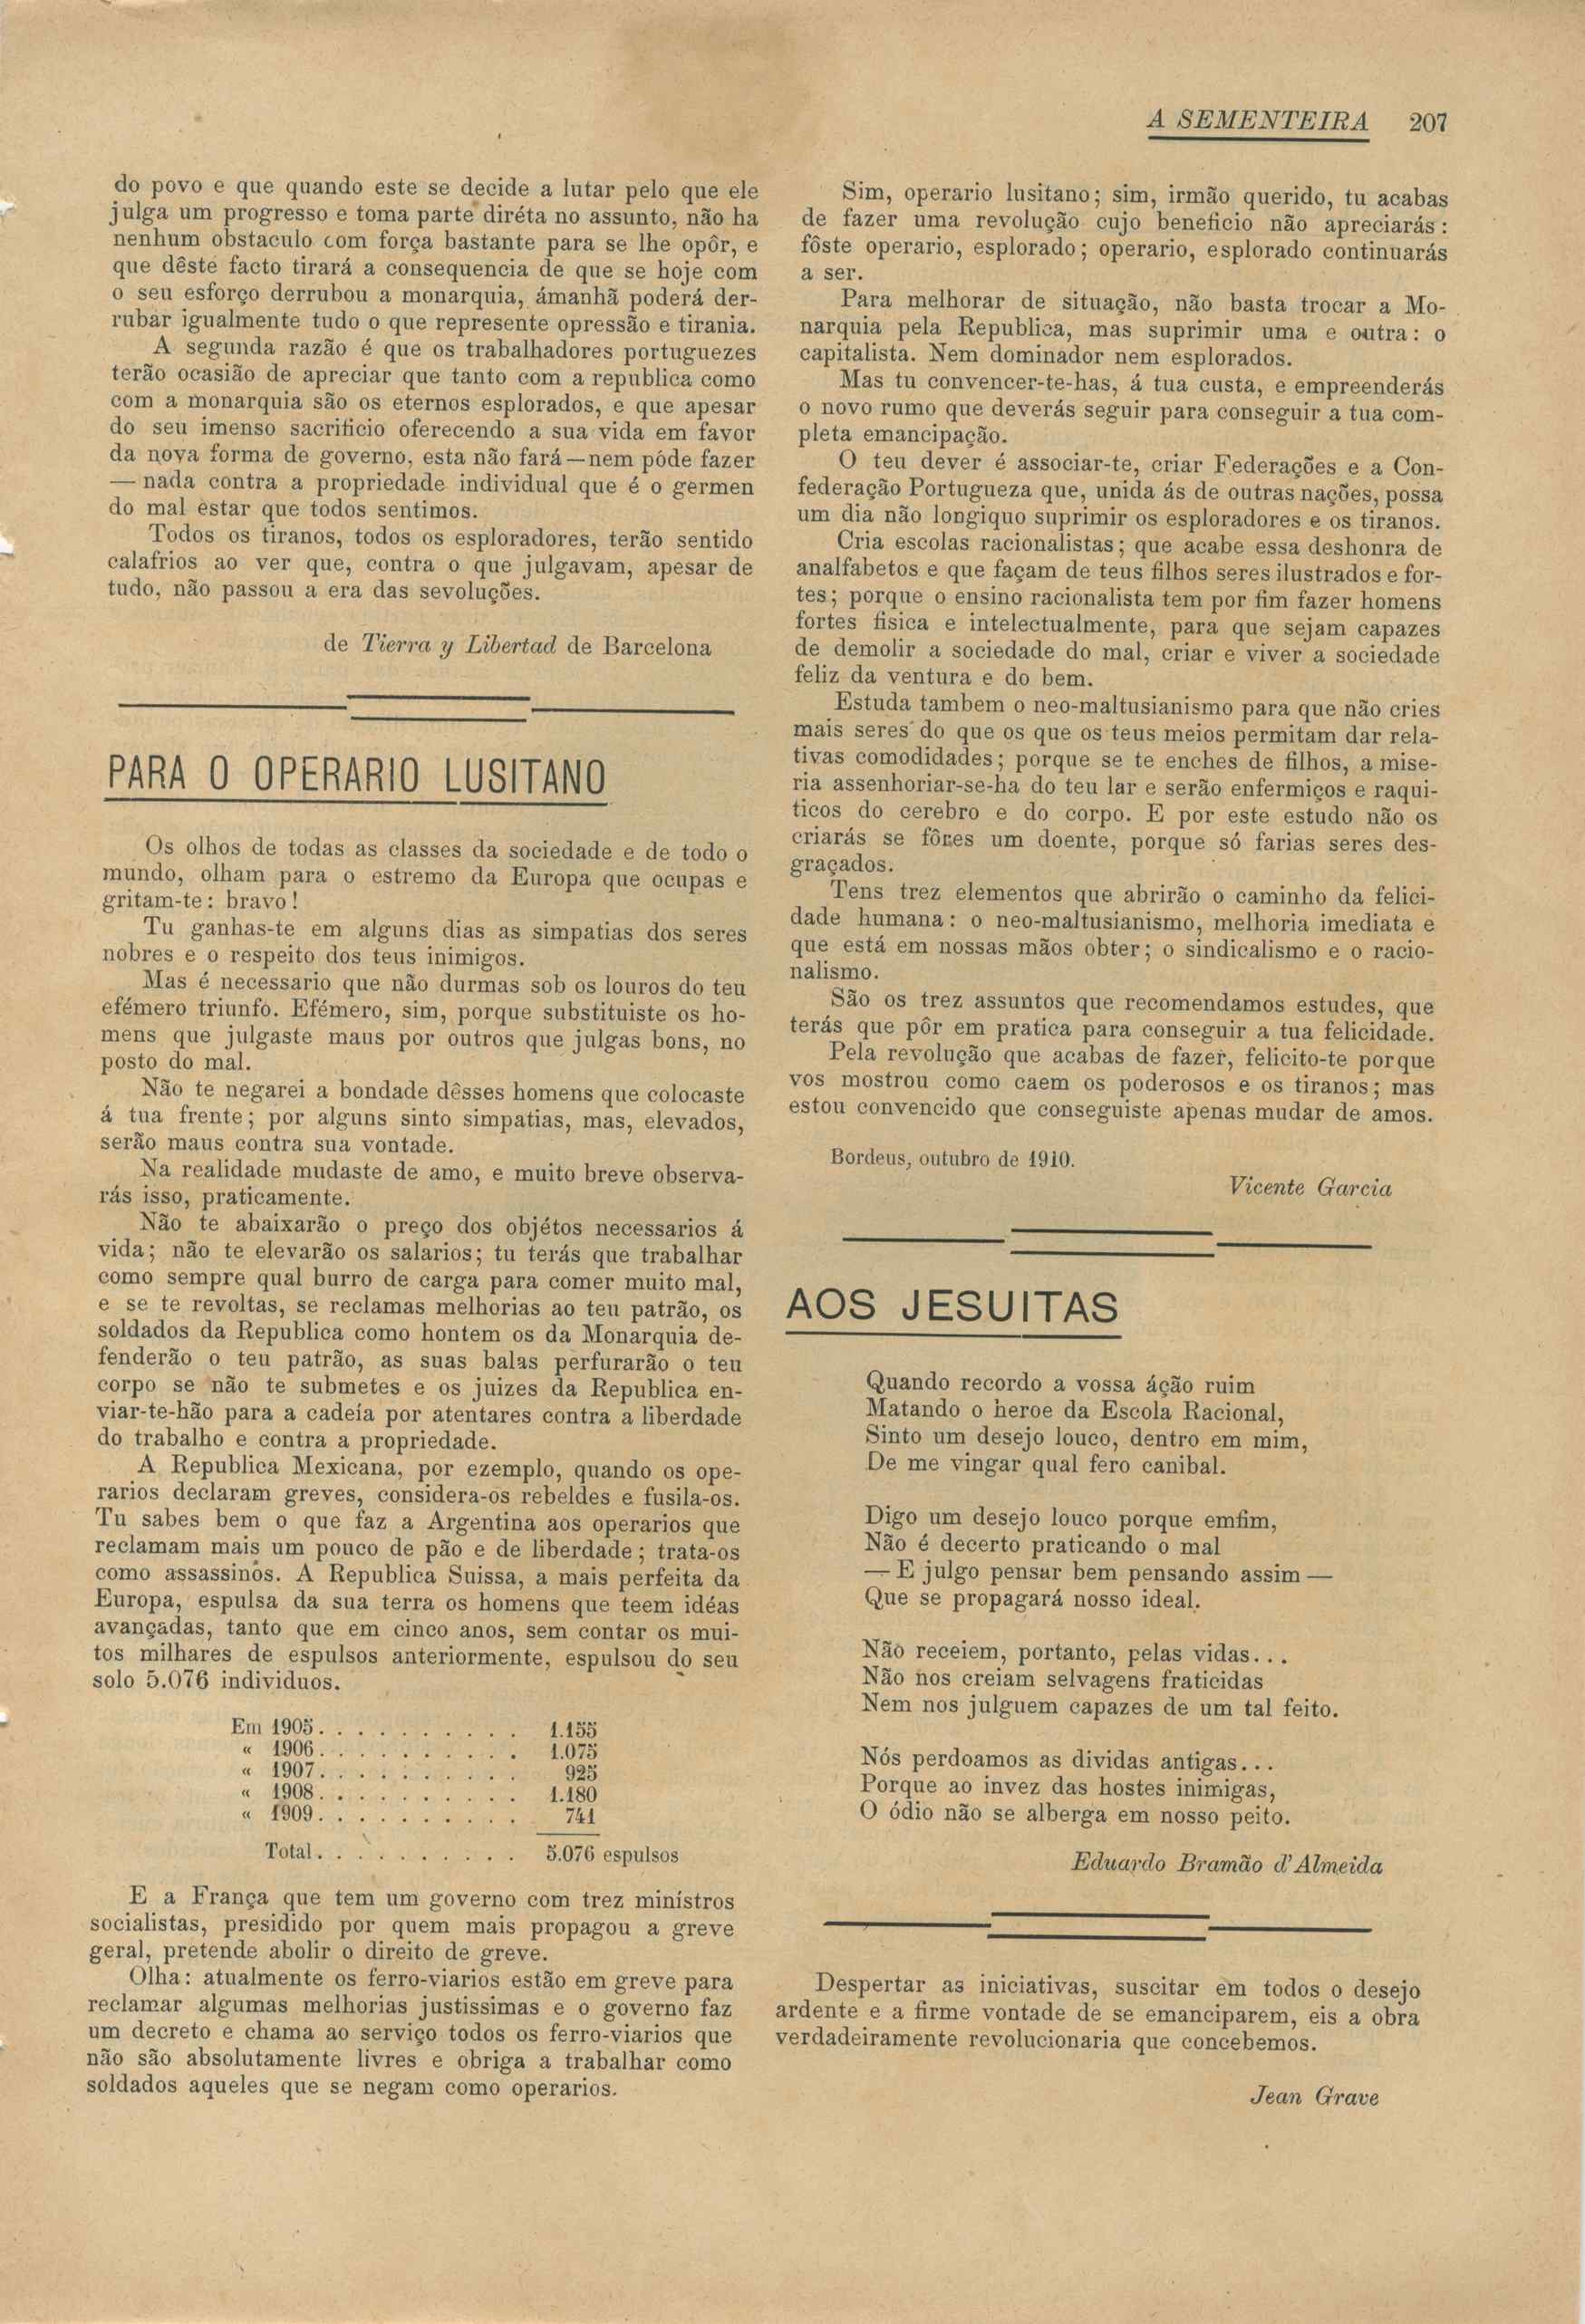 A SEMENTEIRA 207
do povo e que quando este se decide a lutar pelo que ele
julga um progresso e toma parte diréta no assunto, não ha
nenhum obstaculo com força bastante para se lhe opôr, e
que dêste facto tirará a consequencia de que se hoje com
o seu esforço derrubou a monarquia, ámanhã poderá der-
rubar igualmente tudo o que represente opressão e tirania.
A segunda razão é que os trabalhadores portuguezes
terão ocasião de apreciar que tanto com a republica como
com a monarquia são os eternos esplorados, e que apesar
do seu imenso sacrificio oferecendo a sua vida em favor
da nova forma de governo, esta não fará—nem póde fazer
— nada contra a propriedade individual que é o germen
do mal estar que todos sentimos.
Todos os tiranos, todos os esploradores, terão sentido
calafrios ao ver que, contra o que julgavam, apesar de
tudo, não passou a era das sevoluções.
de Tierra y Libertad de Barcelona
PARA O OPERARIO LUSITANO
Os olhos de todas as classes da sociedade e de todo o
mundo, olham para o estremo da Europa que ocupas e
gritam-te: bravo!
Tu ganhas-te em alguns dias as simpatias dos seres
nobres e o respeito dos teus inimigos.
Mas é necessario que não durmas sob os louros do teu
efémero triunfo. Efémero, sim, porque substituiste os ho-
mens que julgaste maus por outros que julgas bons, no
posto do mal.
Não te negarei a bondade dêsses homens que colocaste
á tua frente; por alguns sinto simpatias, mas, elevados,
serão maus contra sua vontade.
Na realidade mudaste de amo, e muito breve observa-
rás isso, praticamente.
Não te abaixarão o preço dos objétos necessarios á
vida; não te elevarão os salarios; tu terás que trabalhar
como sempre qual burro de carga para comer muito mal,
e se te revoltas, se reclamas melhorias ao teu patrão, os
soldados da Republica como hontem os da Monarquia de-
fenderão o teu patrão, as suas balas perfurarão o teu
corpo se não te submetes e os juizes da Republica en-
viar-te-hão para a cadeia por atentares contra a liberdade
do trabalho e contra a propriedade.
A Republica Mexicana, por ezemplo, quando os ope-
rarios declaram greves, considera-os rebeldes e fusila-os.
Tu sabes bem o que faz a Argentina aos operarios que
reclamam mais um pouco de pão e de liberdade; trata-os
como assassinos. A Republica Suissa, a mais perfeita da
Europa, espulsa da sua terra os homens que teem idéas
avançadas, tanto que em cinco anos, sem contar os mui-
tos milhares de espulsos anteriormente, espulsou do seu
solo 5.076 individuos.
Em 1905. . . . . . . . . . . 1.155
« 1906. . . . . . . . . . . 1.075
« 1907. . . . . . . . . . . 925
« 1908. . . . . . . . . . . 1.180
« 1909. . . . . . . . . . . 741
Total. . . . . . . . . . . 5.076 espulsos
E a França que tem um governo com trez ministros
socialistas, presidido por quem mais propagou a greve
geral, pretende abolir o direito de greve.
Olha: atualmente os ferro-viarios estão em greve para
reclamar algumas melhorias justissimas e o governo faz
um decreto e chama ao serviço todos os ferro-viarios que
não são absolutamente livres e obriga a trabalhar como
soldados aqueles que se negam como operarios.
Sim, operario lusitano; sim, irmão querido, tu acabas
de fazer uma revolução cujo beneficio não apreciarás:
fôste operario, esplorado; operario, esplorado continuarás
a ser.
Para melhorar de situação, não basta trocar a Mo-
narquia pela Republica, mas suprimir uma e outra: o
capitalista. Nem dominador nem esplorados.
Mas tu convencer-te-has, á tua custa, e empreenderás
o novo rumo que deverás seguir para conseguir a tua com-
pleta emancipação.
O teu dever é associar-te, criar Federações e a Con-
federação Portugueza que, unida ás de outras nações, possa
um dia não longiquo suprimir os esploradores e os tiranos.
Cria escolas racionalistas; que acabe essa deshonra de
analfabetos e que façam de teus filhos seres ilustrados e for-
tes; porque o ensino racionalista tem por fim fazer homens
fortes fisica e intelectualmente, para que sejam capazes
de demolir a sociedade do mal, criar e viver a sociedade
feliz da ventura e do bem.
Estuda tambem o neo-maltusianismo para que não cries
mais seres do que os que os teus meios permitam dar rela-
tivas comodidades; porque se te enches de filhos, a mise-
ria assenhoriar-se-ha do teu lar e serão enfermiços e raqui-
ticos do cerebro e do corpo. E por este estudo não os
criarás se fôres um doente, porque só farias seres des-
graçados.
Tens trez elementos que abrirão o caminho da felici-
dade humana: o neo-maltusianismo, melhoria imediata e
que está em nossas mãos obter; o sindicalismo e o racio-
nalismo.
São os trez assuntos que recomendamos estudes, que
terás que pôr em pratica para conseguir a tua felicidade.
Pela revolução que acabas de fazer, felicito-te porque
vos mostrou como caem os poderosos e os tiranos; mas
estou convencido que conseguiste apenas mudar de amos.
Bordeus, outubro de 1910.
Vicente Garcia
AOS JESUITAS
Quando recordo a vossa áção ruim
Matando o heroe da Escola Racional,
Sinto um desejo louco, dentro em mim,
De me vingar qual fero canibal.
Digo um desejo louco porque emfim,
Não é decerto praticando o mal
— E julgo pensar bem pensando assim —
Que se propagará nosso ideal.
Não receiem, portanto, pelas vidas...
Não nos creiam selvagens fraticidas
Nem nos julguem capazes de um tal feito.
Nós perdoamos as dividas antigas...
Porque ao invez das hostes inimigas,
O ódio não se alberga em nosso peito.
Eduardo Bramão d'Almeida
Despertar as iniciativas, suscitar em todos o desejo
ardente e a firme vontade de se emanciparem, eis a obra
verdadeiramente revolucionaria que concebemos.
Jean Grave